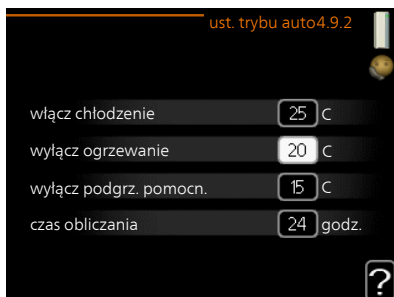 ust. trybu auto4.9.2
włącz chłodzenie 25 C
wyłącz ogrzewanie 20 C
wyłącz podgrz. pomocn. 15 C
czas obliczania 24 godz.
?